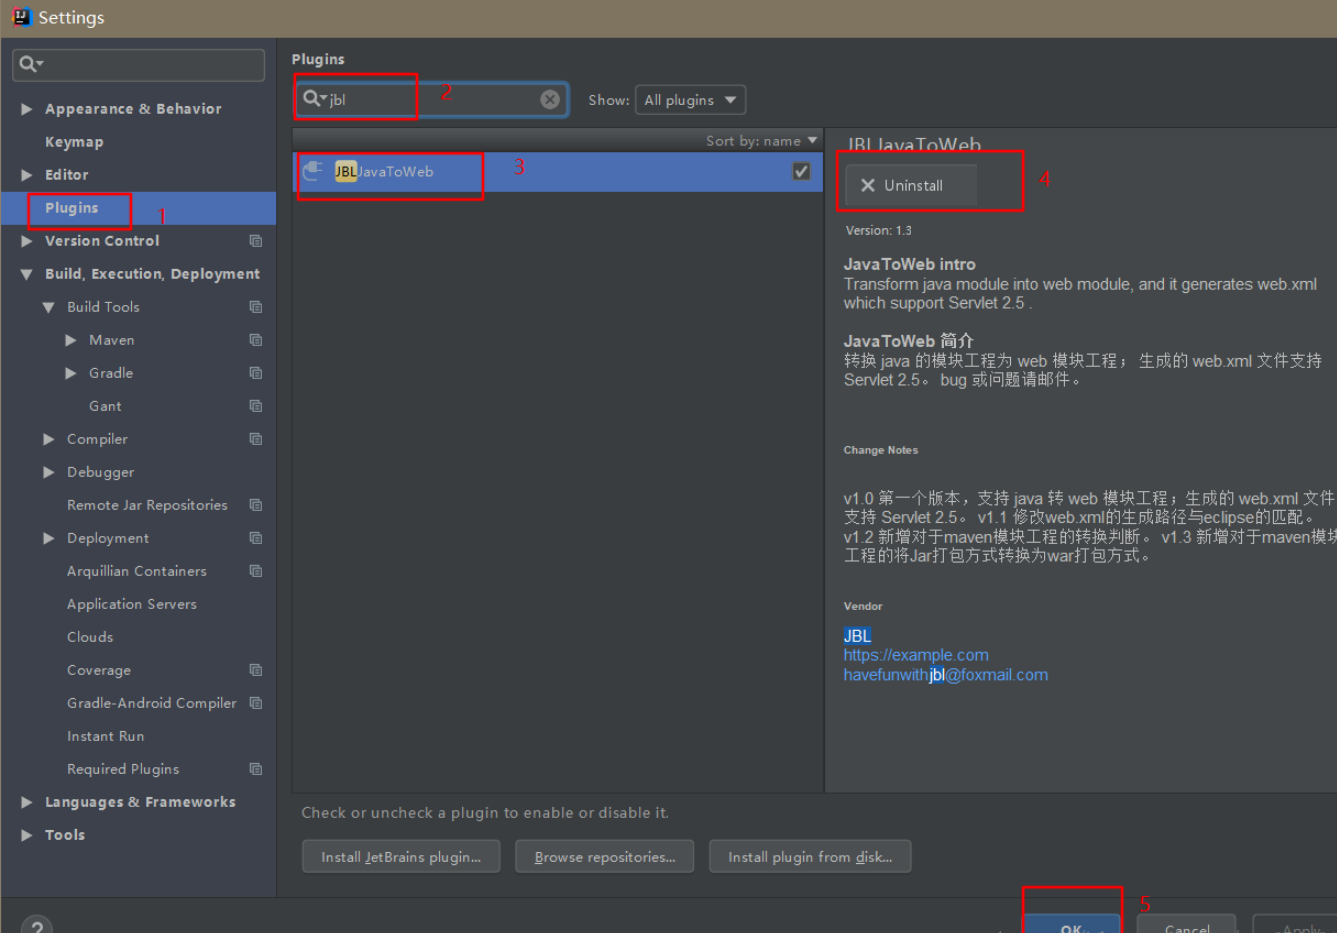 Settings
Plugins
jbl
2
Show:
All plugins
Appearance & Behavior
Keymap
Editor
Plugins
1
Version Control
Build, Execution, Deployment
Build Tools
Maven
Gradle
Gant
Compiler
Debugger
Remote Jar Repositories
Deployment
Arquillian Containers
Application Servers
Clouds
Coverage
Gradle-Android Compiler
Instant Run
Required Plugins
Languages & Frameworks
Tools
Sort by: name
JBLJavaToWeb
3
JBLJavaToWeb
Uninstall
4
Version: 1.3
JavaToWeb intro
Transform java module into web module, and it generates web.xml
which support Servlet 2.5 .
JavaToWeb 简介
转换 java 的模块工程为 web 模块工程； 生成的 web.xml 文件支持
Servlet 2.5。 bug 或问题请邮件。
Change Notes
v1.0 第一个版本，支持 java 转 web 模块工程；生成的 web.xml 文件
支持 Servlet 2.5。 v1.1 修改web.xml的生成路径与eclipse的匹配。
v1.2 新增对于maven模块工程的转换判断。 v1.3 新增对于maven模块
工程的将Jar打包方式转换为war打包方式。
Vendor
JBL
https://example.com
havefunwithjbl@foxmail.com
Check or uncheck a plugin to enable or disable it.
Install JetBrains plugin...
Browse repositories...
Install plugin from disk...
?
OK
5
Cancel
Apply